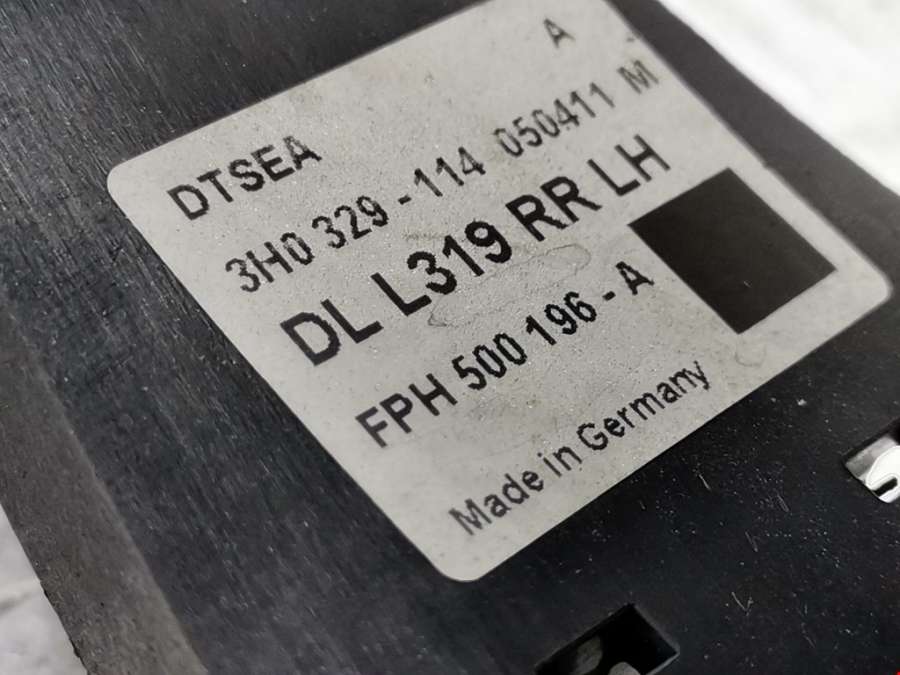 A
DTSEA
3H0 329-114 050411 M
DL L319 RR LH
FPH 500 196-A
Made in Germany